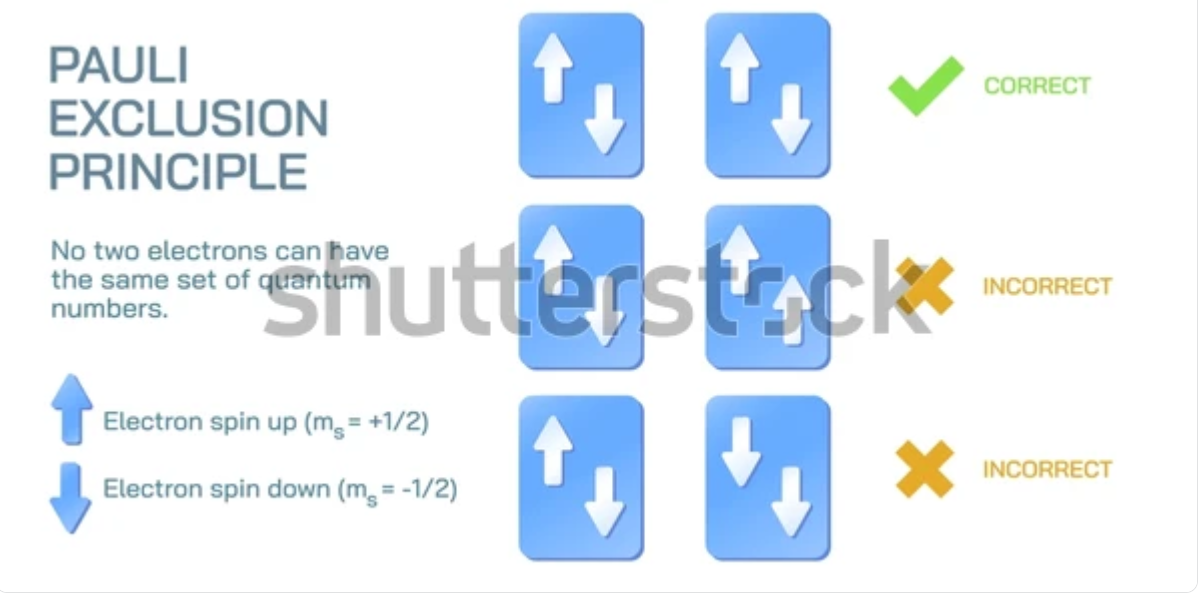 PAULI
EXCLUSION
PRINCIPLE
No two electrons can have
the same set of quantum
numbers.
Electron spin up (mₛ= +1/2)
Electron spin down (mₛ= -1/2)
CORRECT
INCORRECT
INCORRECT
shutterstock